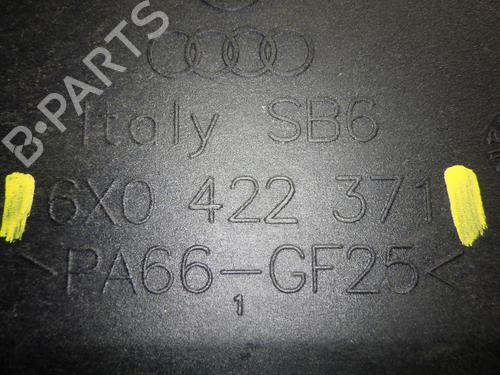 B-PARTS
Italy SB6
6X0 422 371
>PA66-GF25<
1